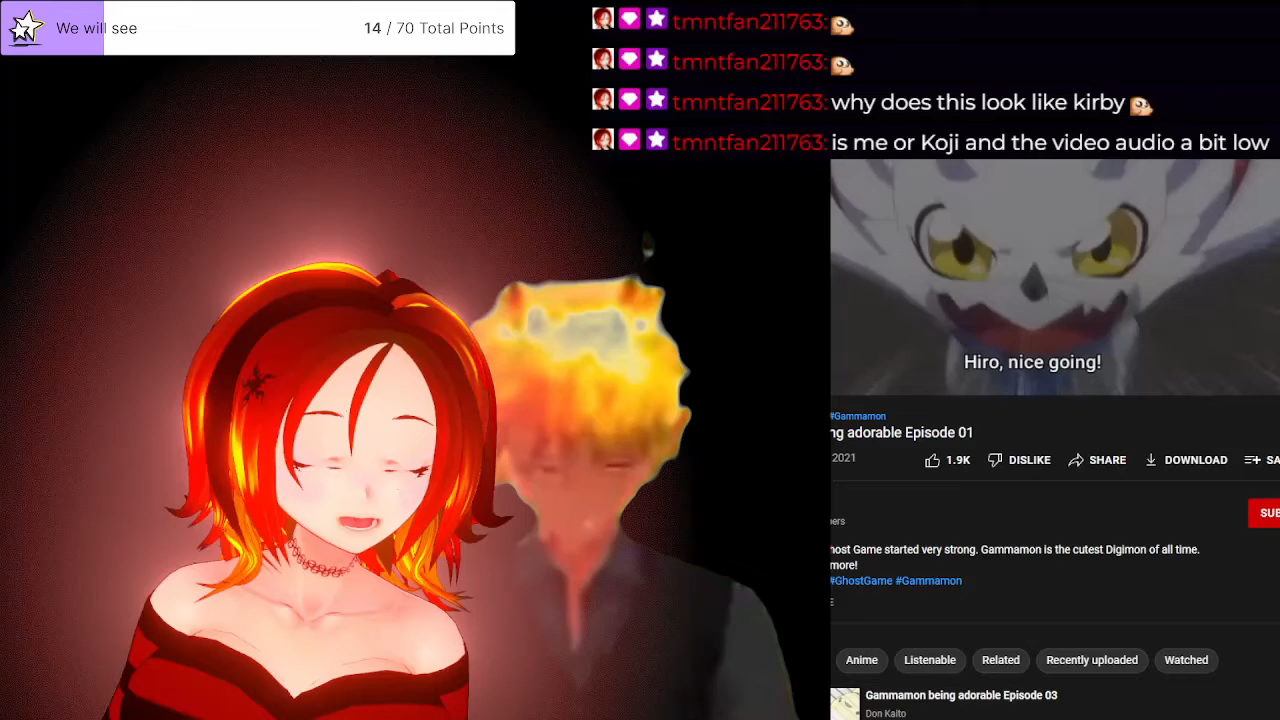 We will see
14 / 70 Total Points
tmntfan211763:
tmntfan211763:
tmntfan211763: why does this look like kirby
tmntfan211763: is me or Koji and the video audio a bit low
Hiro, nice going!
#Gammamon
ng adorable Episode 01
2021
1.9K
DISLIKE
SHARE
DOWNLOAD
SA
ers
SUB
host Game started very strong. Gammamon is the cutest Digimon of all time.
more!
#GhostGame #Gammamon
Anime
Listenable
Related
Recently uploaded
Watched
Gammamon being adorable Episode 03
Don Kaito